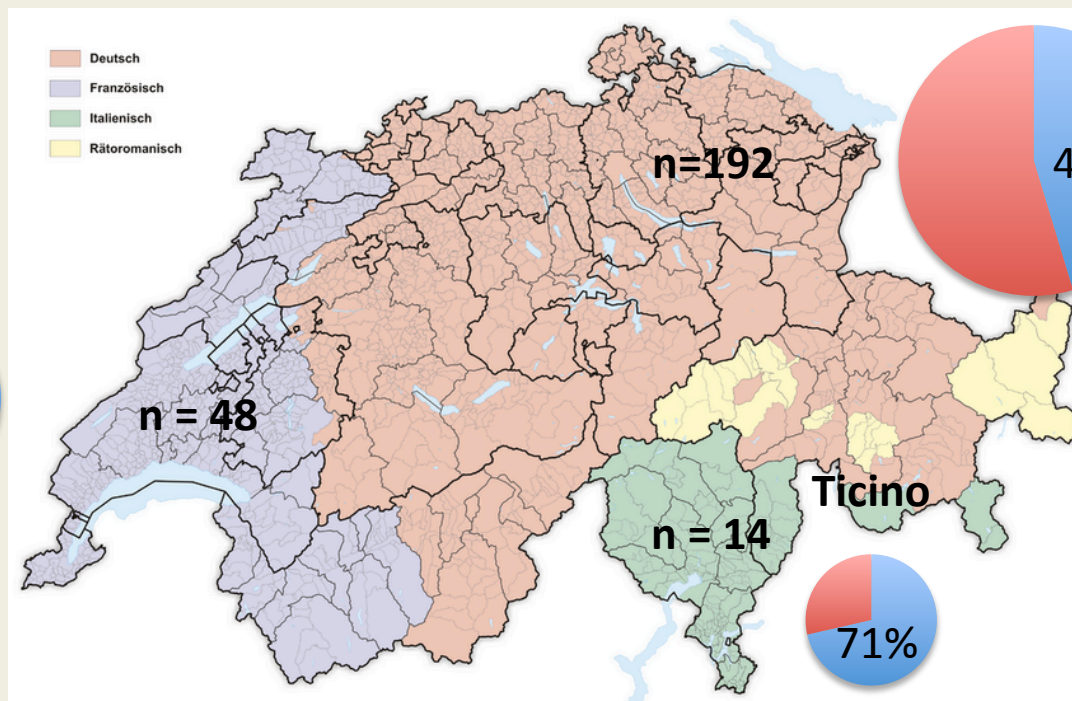 Deutsch
Französisch
Italienisch
Rätoromanisch
n=192
n = 48
Ticino
n = 14
71%